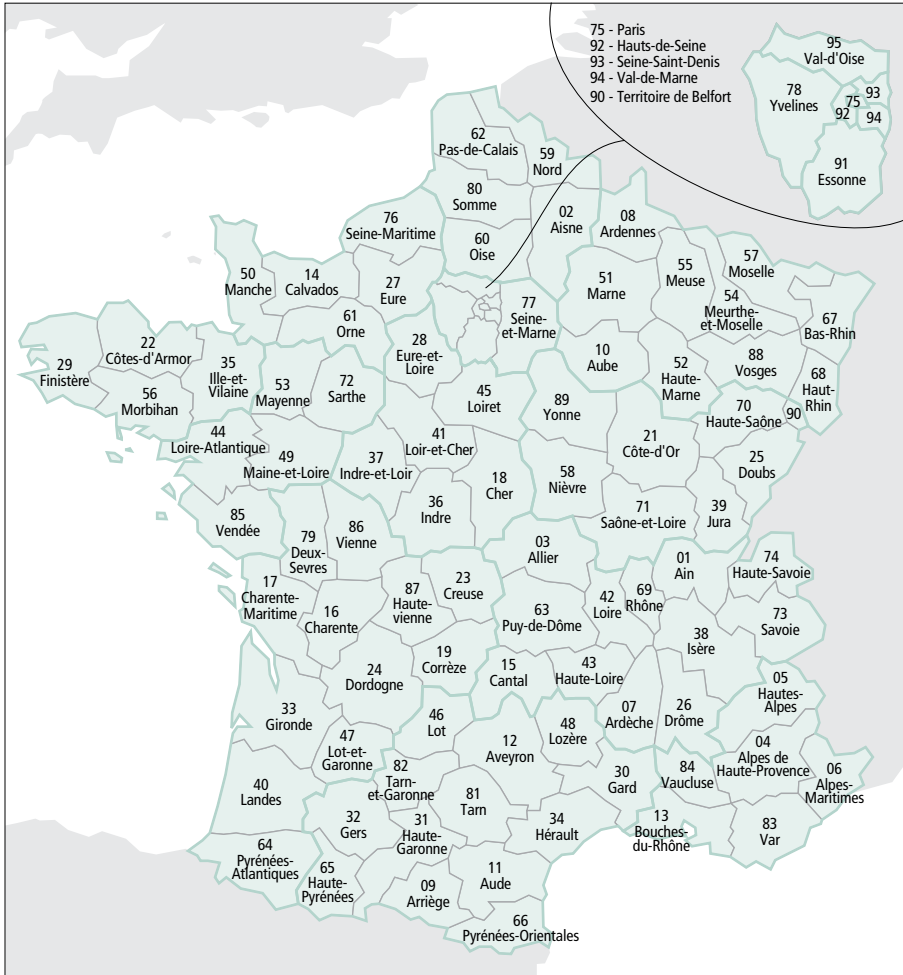 75 - Paris
92 - Hauts-de-Seine
93 - Seine-Saint-Denis
94 - Val-de-Marne
90 - Territoire de Belfort
95
Val-d'Oise
78
Yvelines
93
75
92
94
91
Essonne
62
Pas-de-Calais
59
Nord
80
Somme
02
Aisne
08
Ardennes
76
Seine-Maritime
60
Oise
57
Moselle
55
Meuse
51
Marne
50
Manche
14
Calvados
27
Eure
54
Meurthe-
et-Moselle
77
Seine-
et-Marne
67
Bas-Rhin
61
Orne
28
Eure-et-
Loire
10
Aube
52
Haute-
Marne
88
Vosges
68
Haut-
Rhin
22
Côtes-d'Armor
29
Finistère
35
Ille-et-
Vilaine
53
Mayenne
72
Sarthe
56
Morbihan
45
Loiret
89
Yonne
70
Haute-Saône
90
44
Loire-Atlantique
49
Maine-et-Loire
37
Indre-et-Loir
41
Loir-et-Cher
18
Cher
58
Nièvre
21
Côte-d'Or
25
Doubs
36
Indre
71
Saône-et-Loire
39
Jura
85
Vendée
79
Deux-
Sevres
86
Vienne
03
Allier
01
Ain
74
Haute-Savoie
17
Charente-
Maritime
16
Charente
87
Haute-
vienne
23
Creuse
63
Puy-de-Dôme
42
Loire
69
Rhône
73
Savoie
38
Isère
19
Corrèze
15
Cantal
43
Haute-Loire
24
Dordogne
05
Hautes-
Alpes
33
Gironde
46
Lot
48
Lozère
07
Ardèche
26
Drôme
47
Lot-et-
Garonne
12
Aveyron
04
Alpes de
Haute-Provence
06
Alpes-
Maritimes
82
Tarn-
et-Garonne
30
Gard
84
Vaucluse
40
Landes
81
Tarn
32
Gers
31
Haute-
Garonne
34
Hérault
13
Bouches-
du-Rhône
83
Var
64
Pyrénées-
Atlantiques
65
Haute-
Pyrénées
09
Arriège
11
Aude
66
Pyrénées-Orientales